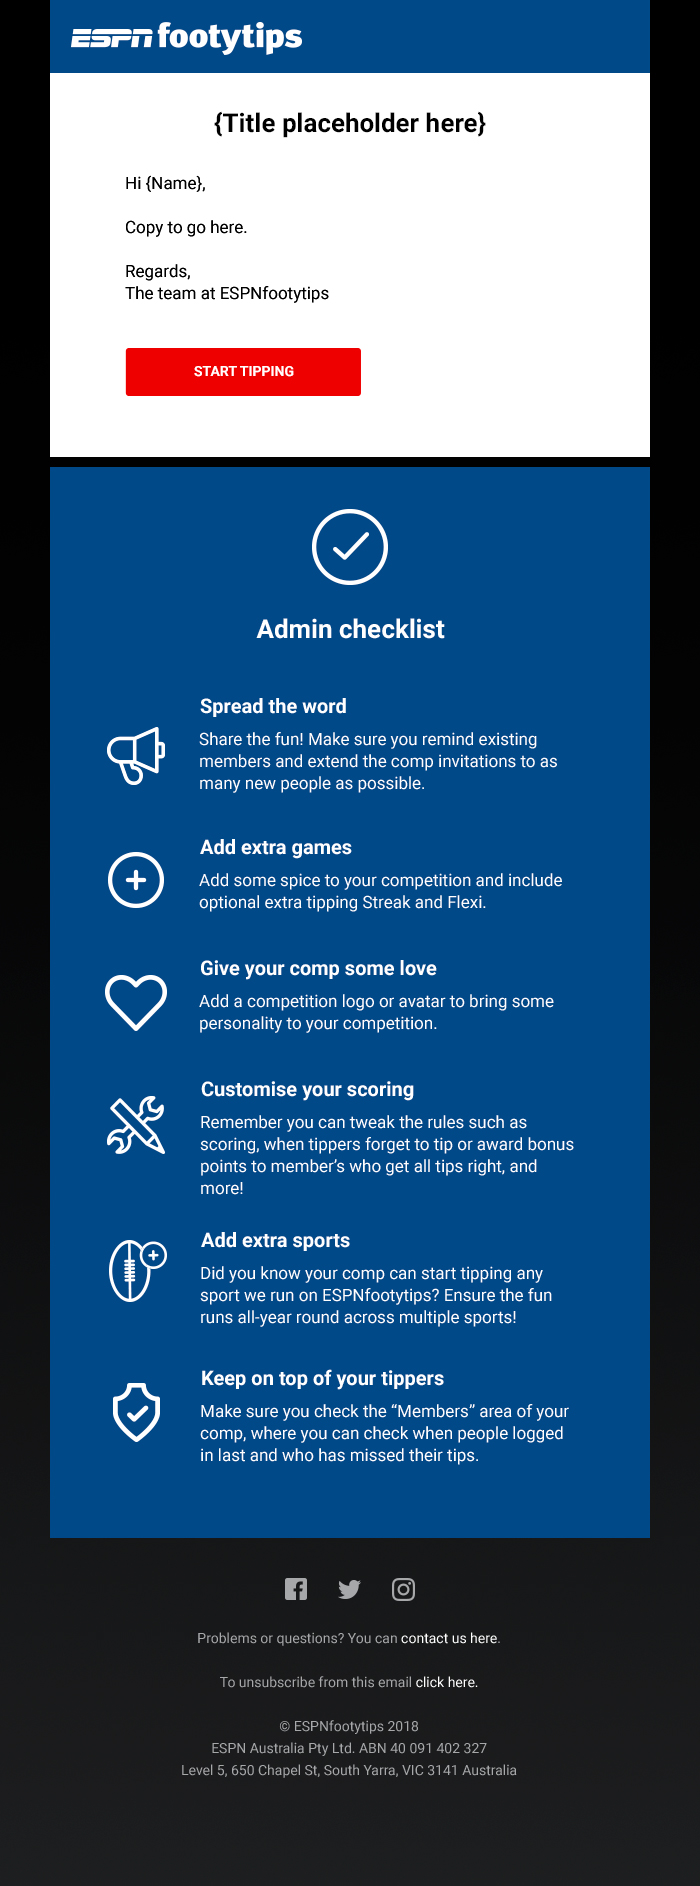 ESPN footytips
{Title placeholder here}
Hi {Name},
Copy to go here.
Regards,
The team at ESPNfootytips
START TIPPING
Admin checklist
Spread the word
Share the fun! Make sure you remind existing
members and extend the comp invitations to as
many new people as possible.
Add extra games
Add some spice to your competition and include
optional extra tipping Streak and Flexi.
Give your comp some love
Add a competition logo or avatar to bring some
personality to your competition.
Customise your scoring
Remember you can tweak the rules such as
scoring, when tippers forget to tip or award bonus
points to member’s who get all tips right, and
more!
Add extra sports
Did you know your comp can start tipping any
sport we run on ESPNfootytips? Ensure the fun
runs all-year round across multiple sports!
Keep on top of your tippers
Make sure you check the “Members” area of your
comp, where you can check when people logged
in last and who has missed their tips.
Problems or questions? You can contact us here.
To unsubscribe from this email click here.
© ESPNfootytips 2018
ESPN Australia Pty Ltd. ABN 40 091 402 327
Level 5, 650 Chapel St, South Yarra, VIC 3141 Australia